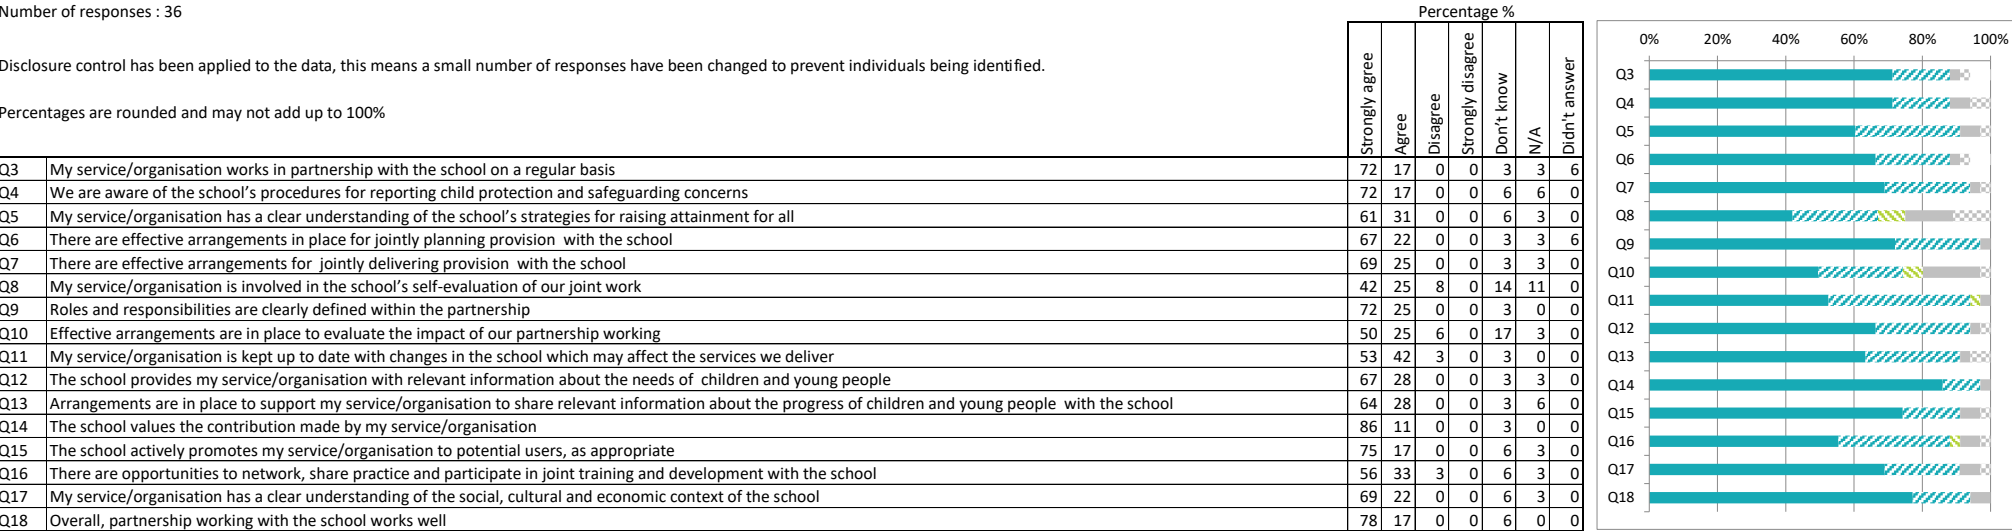 Number of responses : 36
Percentage %
Disclosure control has been applied to the data, this means a small number of responses have been changed to prevent individuals being identified.
Percentages are rounded and may not add up to 100%
Strongly agree
Agree
Disagree
Strongly disagree
Don't know
N/A
Didn't answer
Q3 My service/organisation works in partnership with the school on a regular basis 72 17 0 0 3 3 6
Q4 We are aware of the school's procedures for reporting child protection and safeguarding concerns 72 17 0 0 6 6 0
Q5 My service/organisation has a clear understanding of the school's strategies for raising attainment for all 61 31 0 0 6 3 0
Q6 There are effective arrangements in place for jointly planning provision with the school 67 22 0 0 3 3 6
Q7 There are effective arrangements for jointly delivering provision with the school 69 25 0 0 3 3 0
Q8 My service/organisation is involved in the school's self-evaluation of our joint work 42 25 8 0 14 11 0
Q9 Roles and responsibilities are clearly defined within the partnership 72 25 0 0 3 0 0
Q10 Effective arrangements are in place to evaluate the impact of our partnership working 50 25 6 0 17 3 0
Q11 My service/organisation is kept up to date with changes in the school which may affect the services we deliver 53 42 3 0 3 0 0
Q12 The school provides my service/organisation with relevant information about the needs of children and young people 67 28 0 0 3 3 0
Q13 Arrangements are in place to support my service/organisation to share relevant information about the progress of children and young people with the school 64 28 0 0 3 6 0
Q14 The school values the contribution made by my service/organisation 86 11 0 0 3 0 0
Q15 The school actively promotes my service/organisation to potential users, as appropriate 75 17 0 0 6 3 0
Q16 There are opportunities to network, share practice and participate in joint training and development with the school 56 33 3 0 6 3 0
Q17 My service/organisation has a clear understanding of the social, cultural and economic context of the school 69 22 0 0 6 3 0
Q18 Overall, partnership working with the school works well 78 17 0 0 6 0 0
0% 20% 40% 60% 80% 100%
Q3
Q4
Q5
Q6
Q7
Q8
Q9
Q10
Q11
Q12
Q13
Q14
Q15
Q16
Q17
Q18